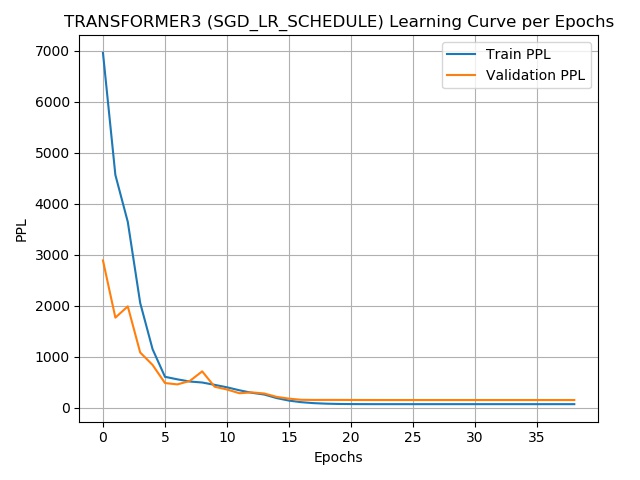 TRANSFORMER3 (SGD_LR_SCHEDULE) Learning Curve per Epochs
Train PPL
Validation PPL
PPL
7000
6000
5000
4000
3000
2000
1000
0
0 5 10 15 20 25 30 35
Epochs